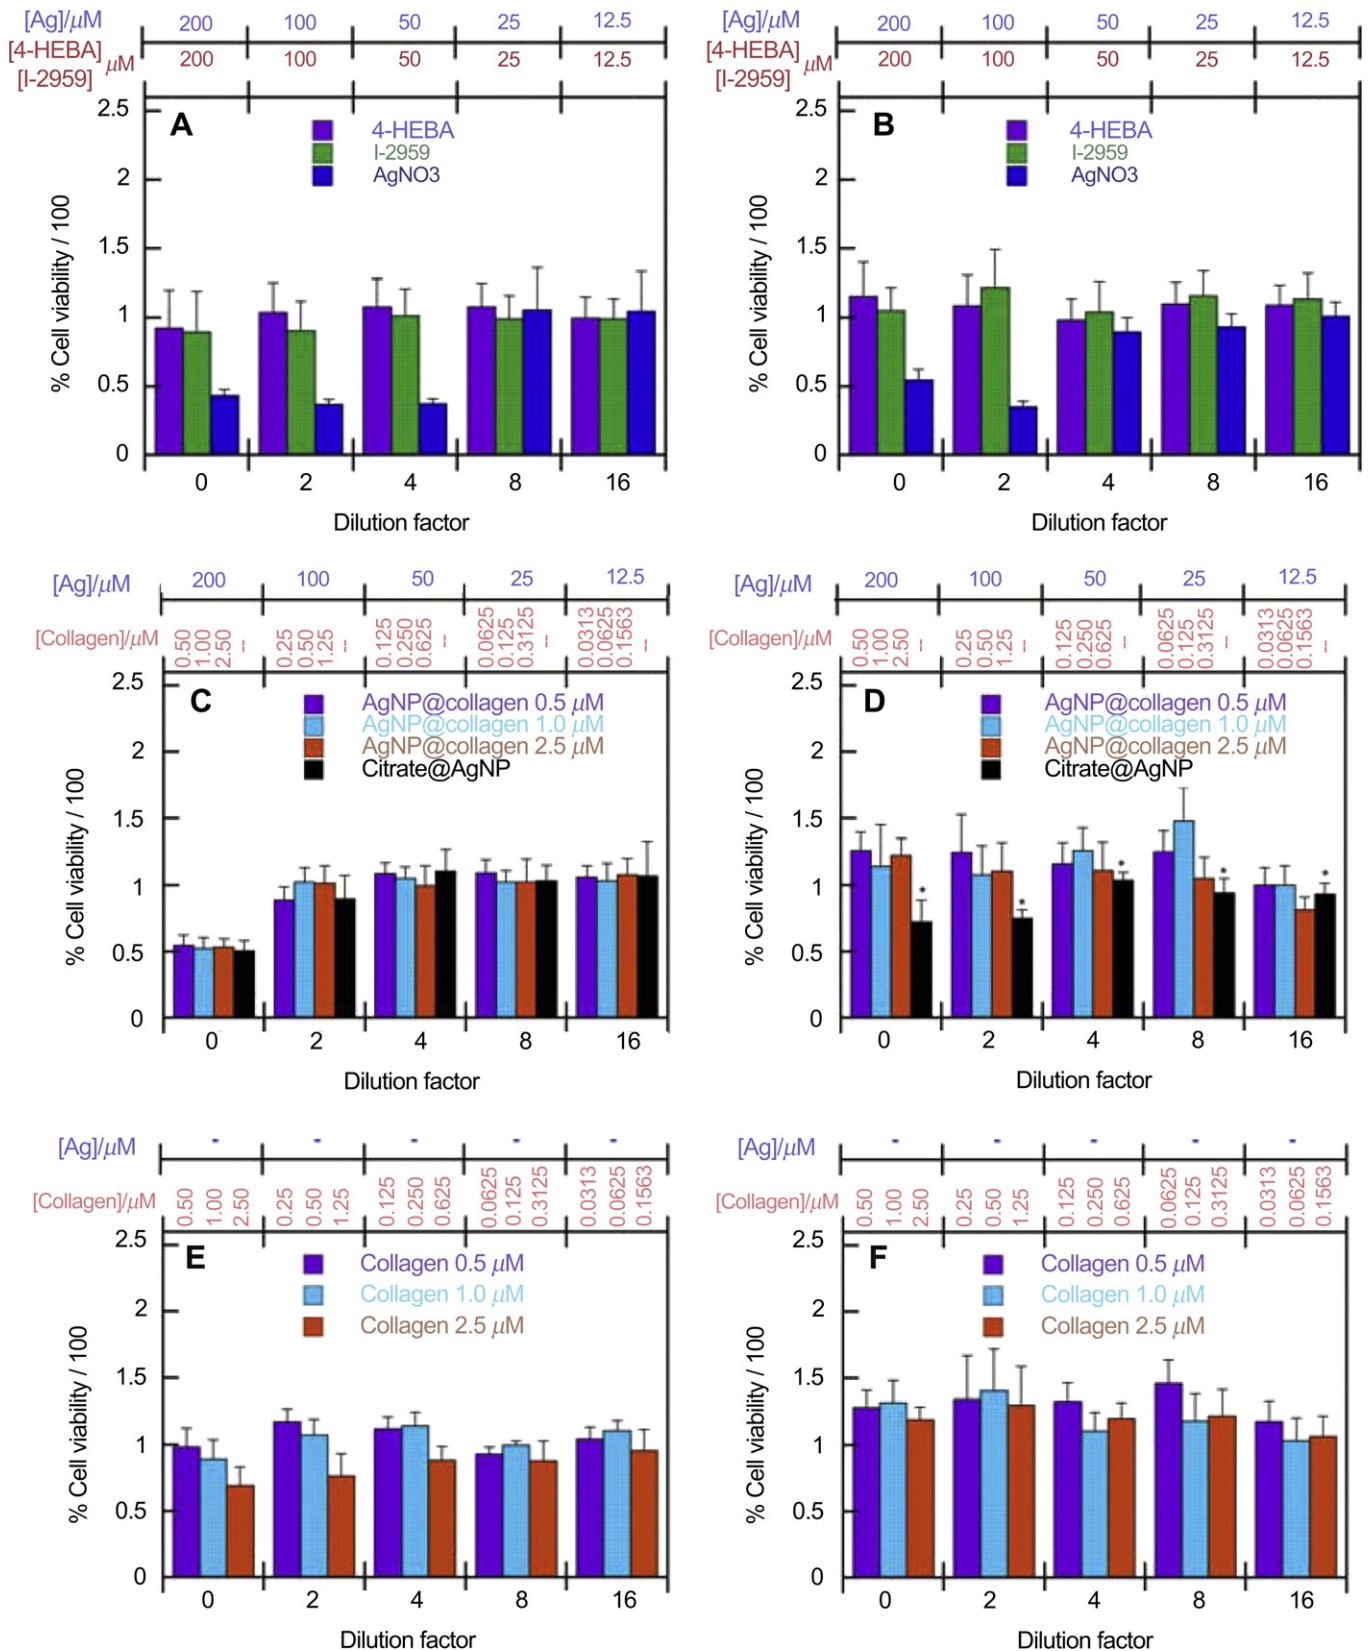 [Ag]/μM 200 100 50 25 12.5
[4-HEBA]
[I-2959] μM 200 100 50 25 12.5
A
4-HEBA
I-2959
AgNO3
2.5
2
1.5
1
0.5
0
% Cell viability / 100
0 2 4 8 16
Dilution factor
[Ag]/μM 200 100 50 25 12.5
[4-HEBA]
[I-2959] μM 200 100 50 25 12.5
B
4-HEBA
I-2959
AgNO3
2.5
2
1.5
1
0.5
0
% Cell viability / 100
0 2 4 8 16
Dilution factor
[Ag]/μM 200 100 50 25 12.5
[Collagen]/μM 0.50 1.00 2.50 -- 0.25 0.50 1.25 -- 0.125 0.250 0.625 -- 0.0625 0.125 0.3125 -- 0.0313 0.0625 0.1563 --
C
AgNP@collagen 0.5 μM
AgNP@collagen 1.0 μM
AgNP@collagen 2.5 μM
Citrate@AgNP
2.5
2
1.5
1
0.5
0
% Cell viability / 100
0 2 4 8 16
Dilution factor
[Ag]/μM 200 100 50 25 12.5
[Collagen]/μM 0.50 1.00 2.50 -- 0.25 0.50 1.25 -- 0.125 0.250 0.625 -- 0.0625 0.125 0.3125 -- 0.0313 0.0625 0.1563 --
D
AgNP@collagen 0.5 μM
AgNP@collagen 1.0 μM
AgNP@collagen 2.5 μM
Citrate@AgNP
2.5
2
1.5
1
0.5
0
% Cell viability / 100
* * * * *
0 2 4 8 16
Dilution factor
[Ag]/μM - - - - -
[Collagen]/μM 0.50 1.00 2.50 0.25 0.50 1.25 0.125 0.250 0.625 0.0625 0.125 0.3125 0.0313 0.0625 0.1563
E
Collagen 0.5 μM
Collagen 1.0 μM
Collagen 2.5 μM
2.5
2
1.5
1
0.5
0
% Cell viability / 100
0 2 4 8 16
Dilution factor
[Ag]/μM - - - - -
[Collagen]/μM 0.50 1.00 2.50 0.25 0.50 1.25 0.125 0.250 0.625 0.0625 0.125 0.3125 0.0313 0.0625 0.1563
F
Collagen 0.5 μM
Collagen 1.0 μM
Collagen 2.5 μM
2.5
2
1.5
1
0.5
0
% Cell viability / 100
0 2 4 8 16
Dilution factor